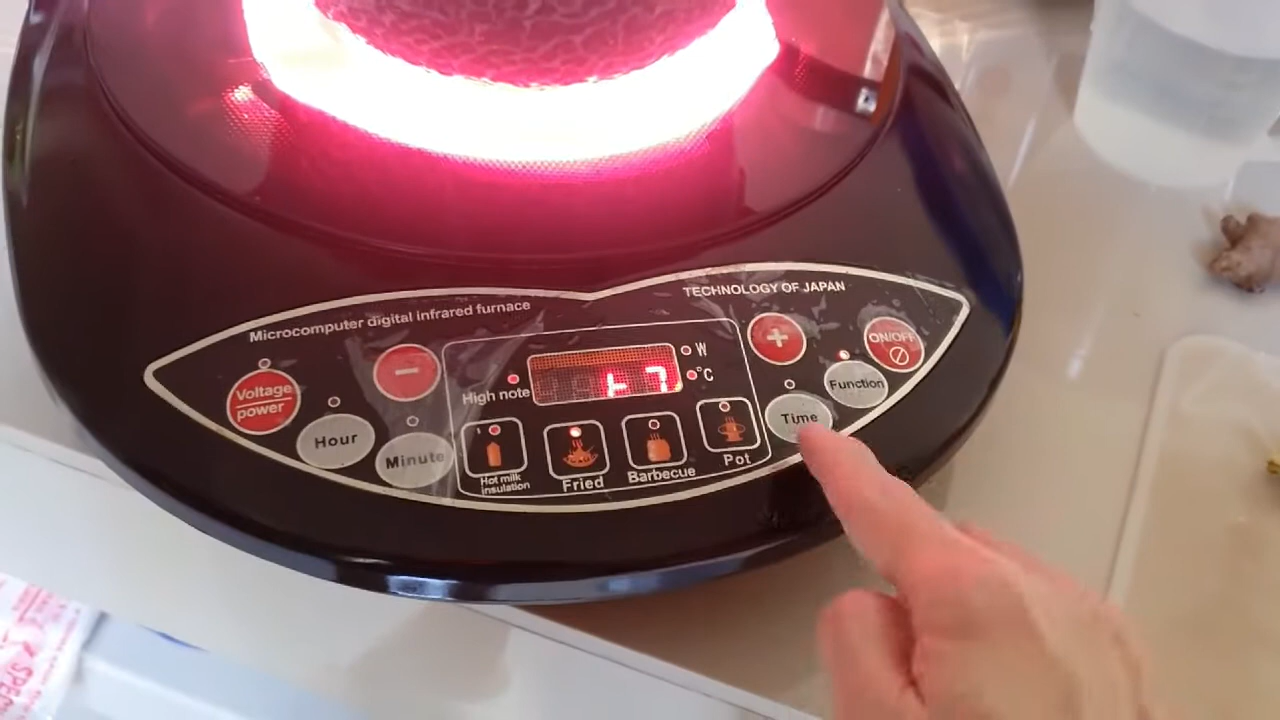 Microcomputer digital infrared furnace
TECHNOLOGY OF JAPAN
Voltage
power
Hour
Minute
High note
W
°C
Hot milk
insulation
Fried
Barbecue
Pot
Time
Function
ON/OFF